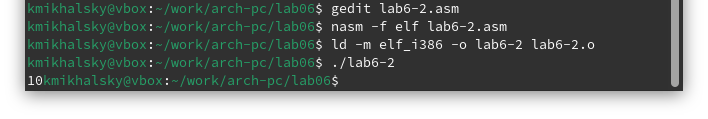 kmikhalsky@vbox:~/work/arch-pc/lab06$ gedit lab6-2.asm
kmikhalsky@vbox:~/work/arch-pc/lab06$ nasm -f elf lab6-2.asm
kmikhalsky@vbox:~/work/arch-pc/lab06$ ld -m elf_i386 -o lab6-2 lab6-2.o
kmikhalsky@vbox:~/work/arch-pc/lab06$ ./lab6-2
10kmikhalsky@vbox:~/work/arch-pc/lab06$